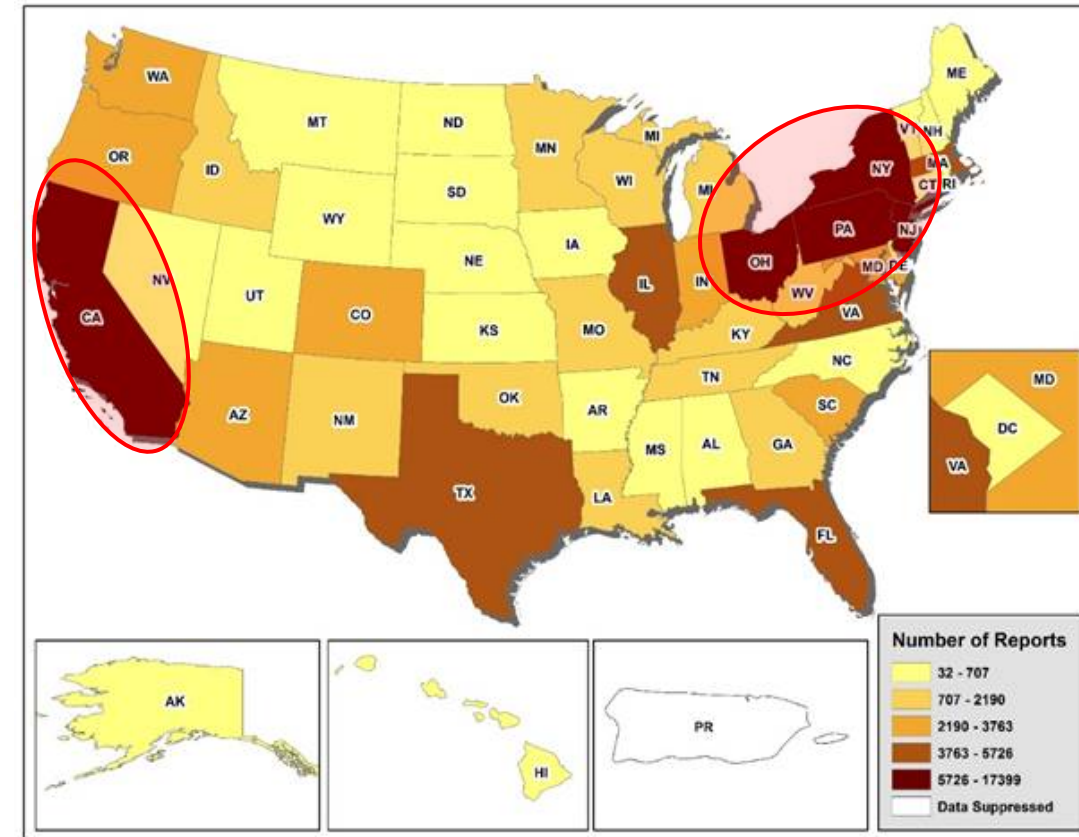 WA
MT
ND
ME
OR
ID
MN
MI
VT
NH
SD
WI
MI
NY
MA
CT
RI
WY
IA
PA
NJ
NV
NE
OH
MD
DE
UT
IL
IN
WV
CA
CO
KS
MO
KY
VA
NC
TN
AZ
NM
OK
AR
SC
MS
AL
GA
TX
LA
FL
MD
DC
VA
AK
HI
PR
Number of Reports
32 - 707
707 - 2190
2190 - 3763
3763 - 5726
5726 - 17399
Data Suppressed